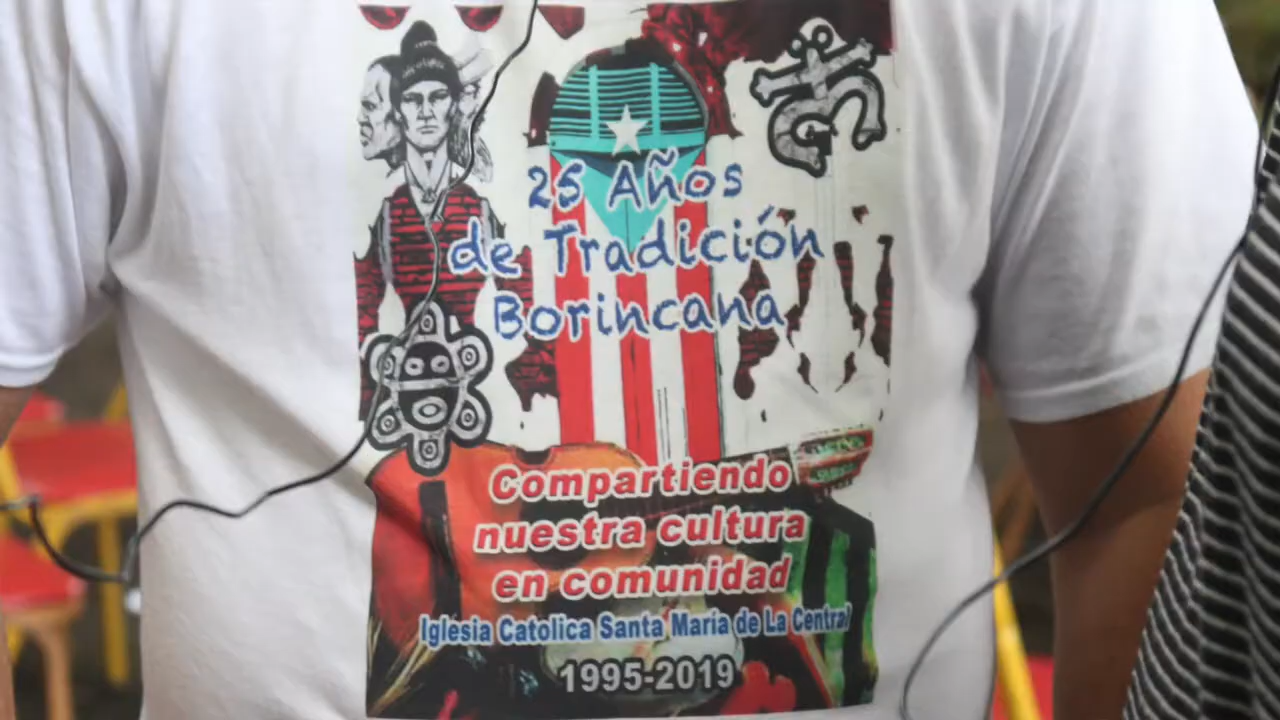 25 Años
de Tradición
Borincana
Compartiendo
nuestra cultura
en comunidad
Iglesia Catolica Santa Maria de La Central
1995-2019